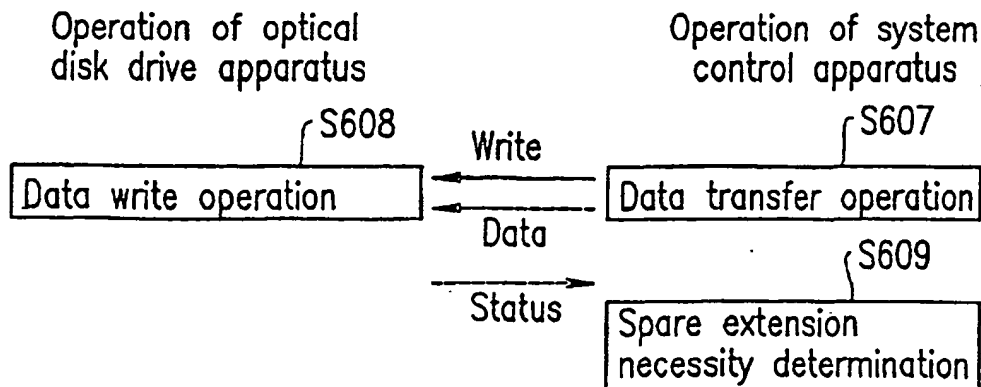 Operation of optical
disk drive apparatus
Operation of system
control apparatus
S608
S607
Write
Data write operation
Data transfer operation
Data
S609
Status
Spare extension
necessity determination